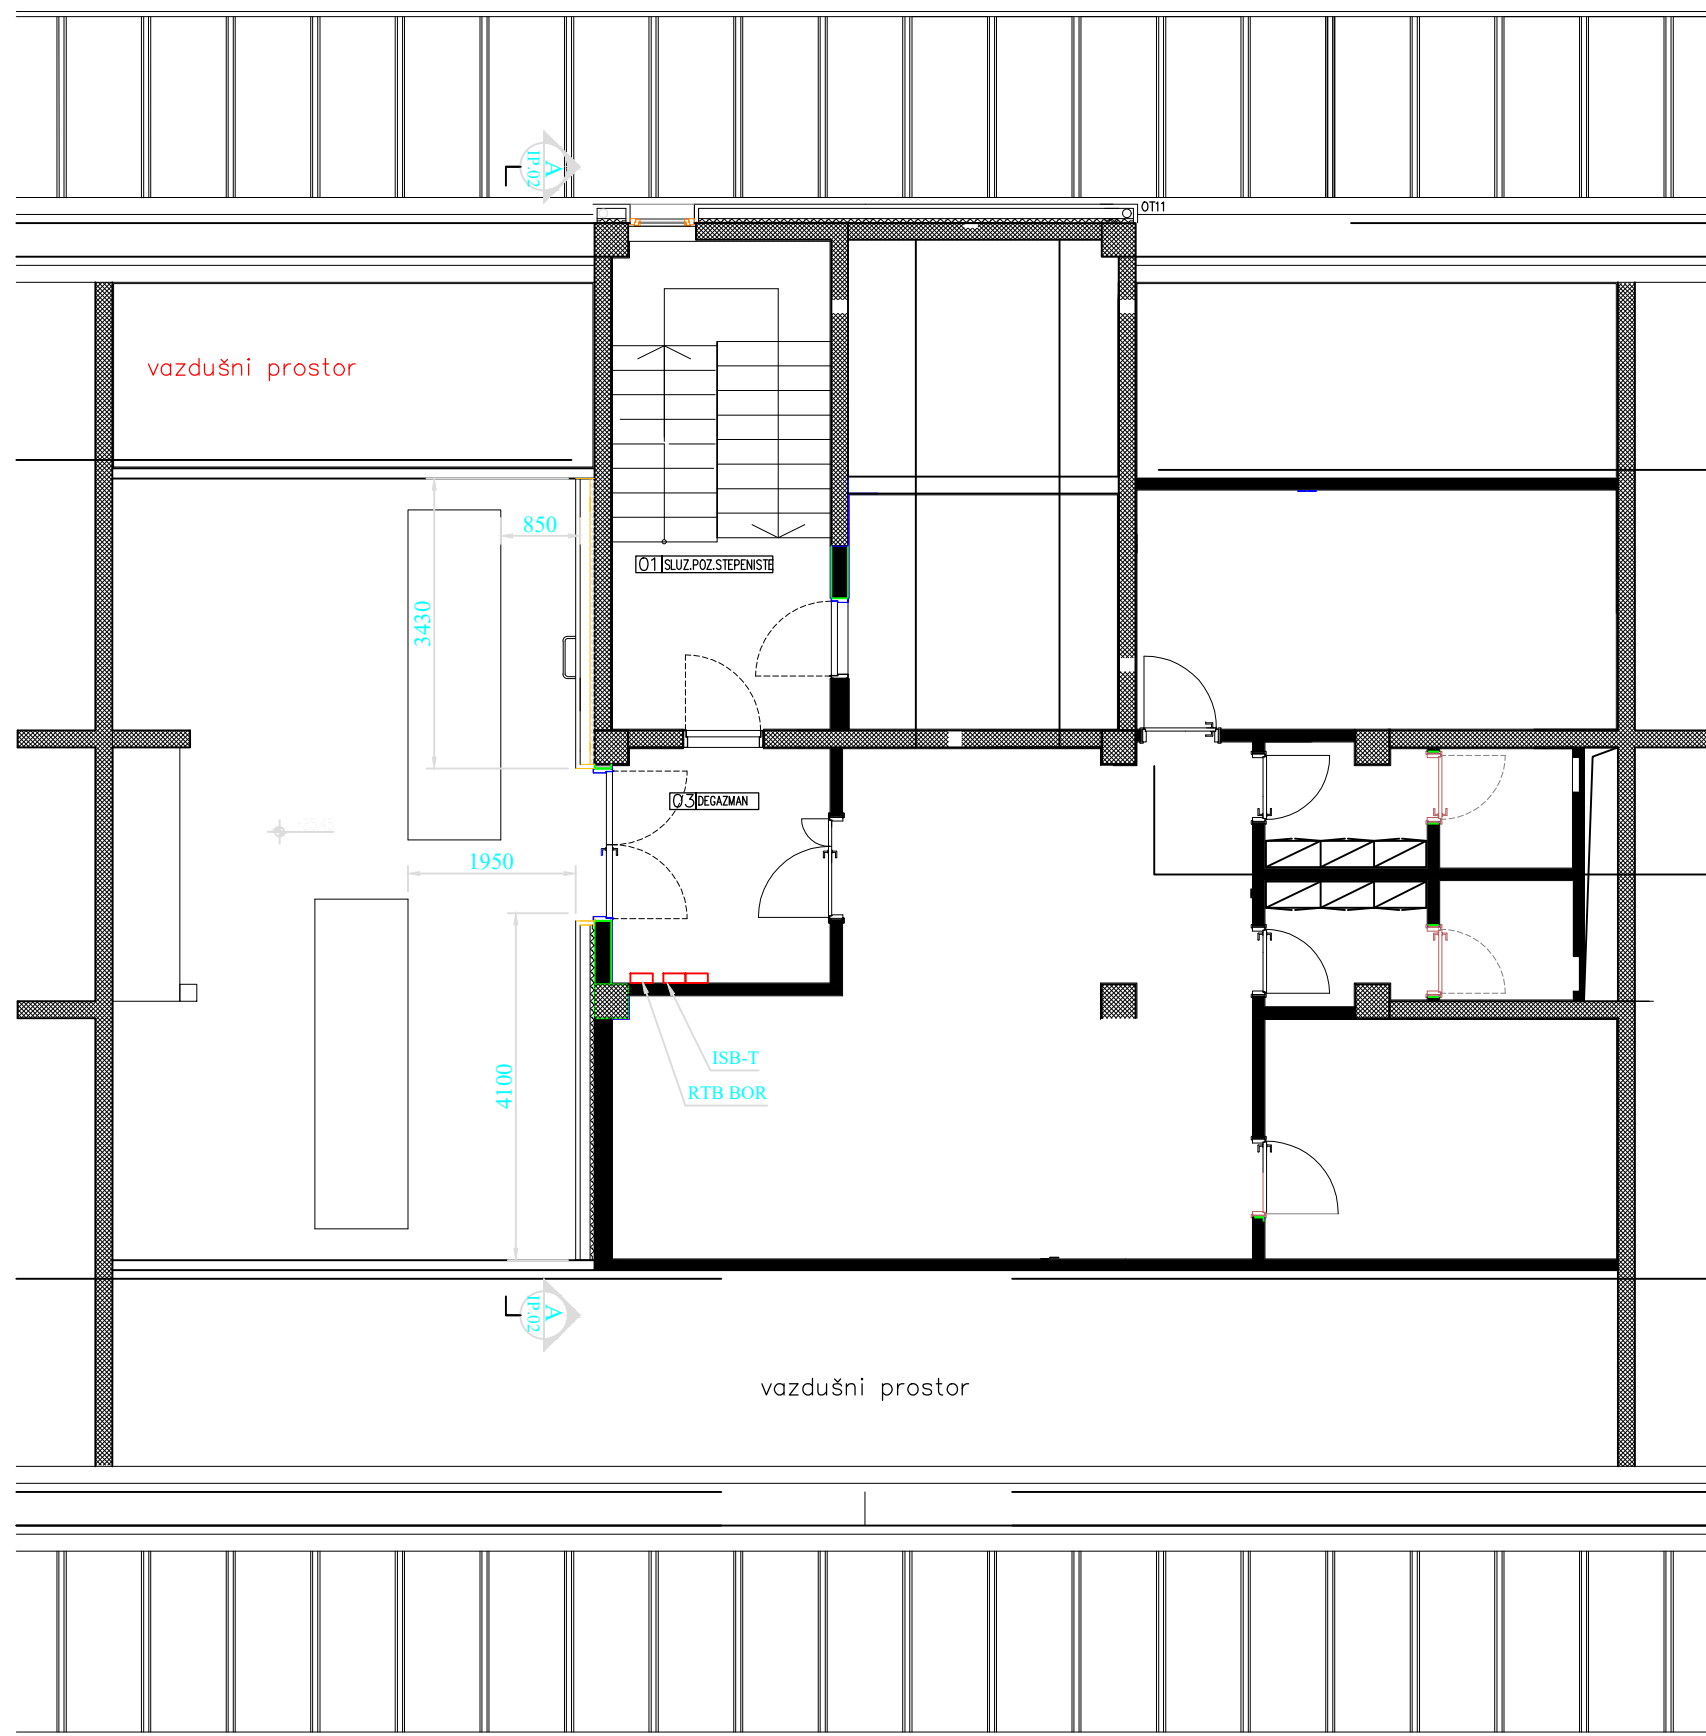 A
IP.02
OT11
vazdušni prostor
850
3430
01 SLUZ.POZ.STEPENISTE
03 DEGAZMAN
1950
4100
ISB-T
RTB BOR
A
IP.02
vazdušni prostor